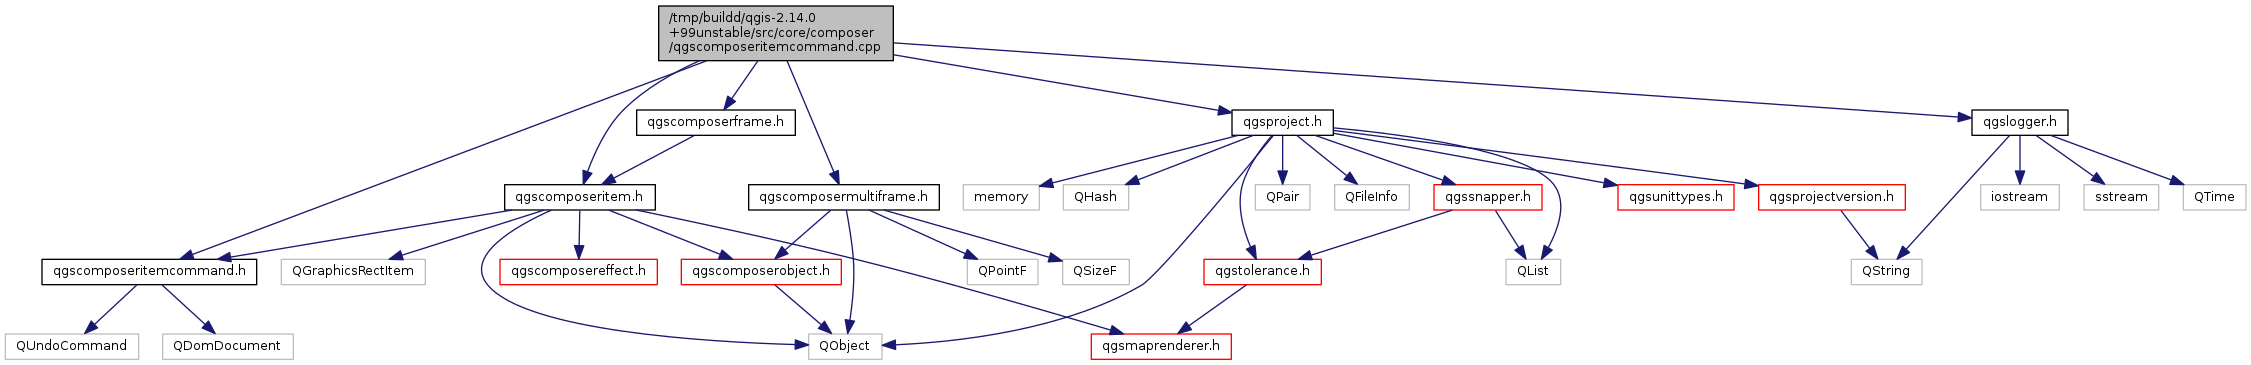 /tmp/buildd/qgis-2.14.0
+99unstable/src/core/composer
/qgscomposeritemcommand.cpp
qgscomposerframe.h
qgsproject.h
qgslogger.h
qgscomposeritem.h
qgscomposermultiframe.h
memory
QHash
QPair
QFileInfo
qgssnapper.h
qgsunittypes.h
qgsprojectversion.h
iostream
sstream
QTime
qgscomposeritemcommand.h
QGraphicsRectItem
qgscomposereffect.h
qgscomposerobject.h
QPointF
QSizeF
qgstolerance.h
QList
QString
QUndoCommand
QDomDocument
QObject
qgsmaprenderer.h